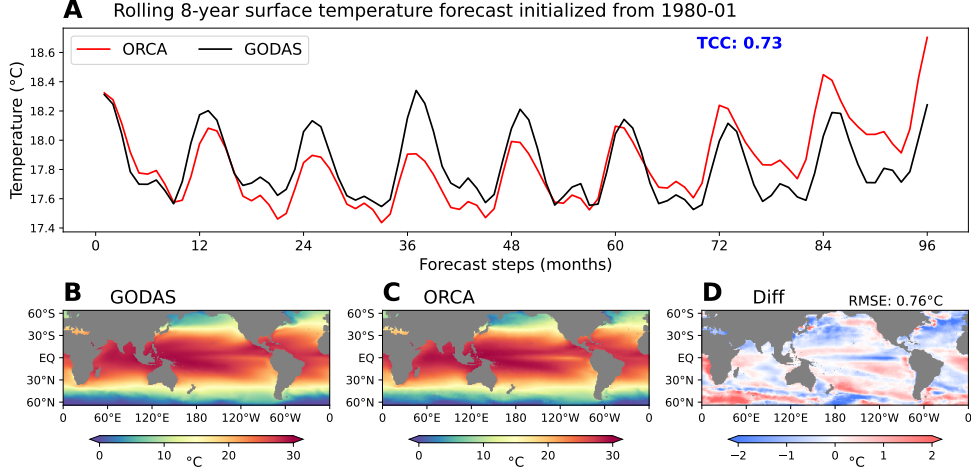 A Rolling 8-year surface temperature forecast initialized from 1980-01
ORCA GODAS TCC: 0.73
Temperature (°C)
18.6
18.4
18.2
18.0
17.8
17.6
17.4
0 12 24 36 48 60 72 84 96
Forecast steps (months)
B GODAS
60°S
30°S
EQ
30°N
60°N
0 60°E 120°E 180° 120°W 60°W 0
0 10 20 30
°C
C ORCA
60°S
30°S
EQ
30°N
60°N
0 60°E 120°E 180° 120°W 60°W 0
0 10 20 30
°C
D Diff RMSE: 0.76°C
60°S
30°S
EQ
30°N
60°N
0 60°E 120°E 180° 120°W 60°W 0
−2 −1 0 1 2
°C